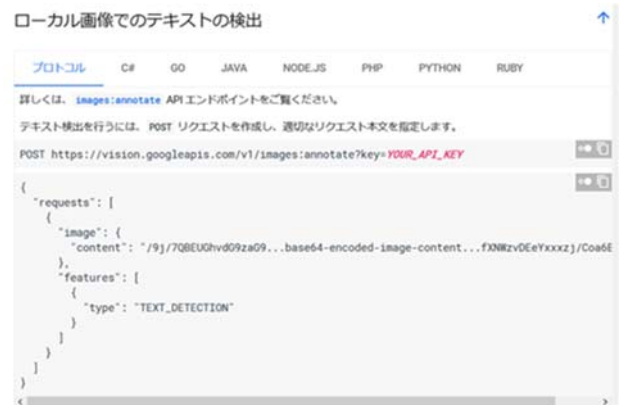 ローカル画像でのテキストの検出
プロトコル C# GO JAVA NODE.JS PHP PYTHON RUBY
詳しくは、 images:annotate API エンドポイントをご覧ください。
テキスト検出を行うには、 POST リクエストを作成し、適切なリクエスト本文を指定します。
POST https://vision.googleapis.com/v1/images:annotate?key=YOUR_API_KEY
{
"requests": [
{
"image": {
"content": "/9j/7QBEUGhvdG9zaG9...base64-encoded-image-content...fXNWzvDEeYxxxzj/Coa6E
},
"features": [
{
"type": "TEXT_DETECTION"
}
]
}
]
}